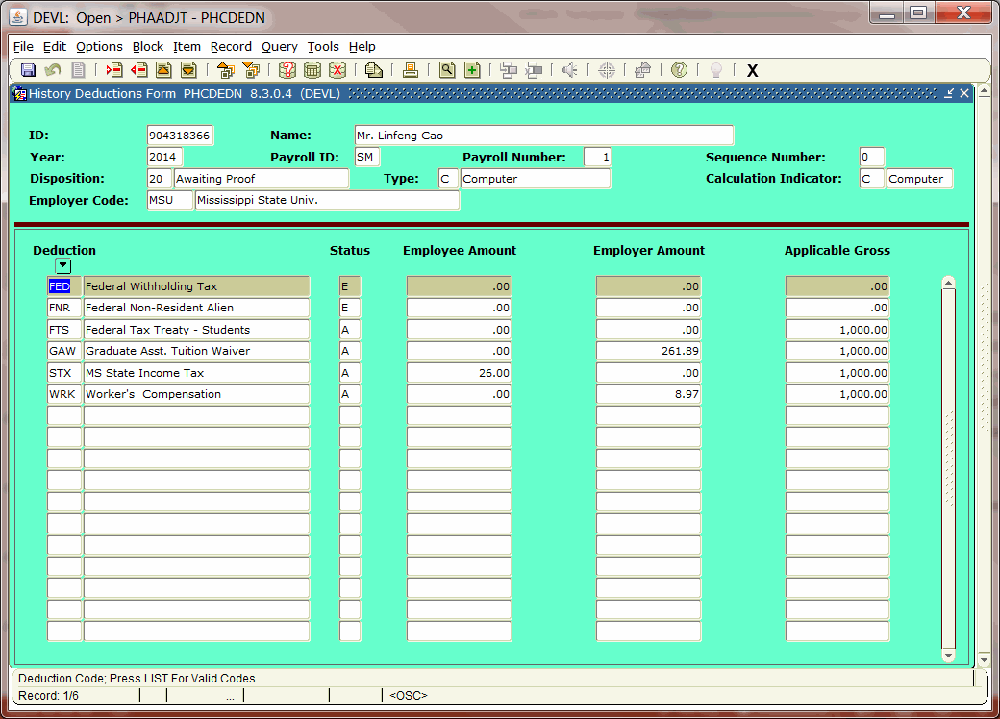 DEVL: Open > PHAADJT - PHCDEDN
File Edit Options Block Item Record Query Tools Help
X
History Deductions Form PHCDEDN 8.3.0.4 (DEVL)
ID: 904318366 Name: Mr. Linfeng Cao
Year: 2014 Payroll ID: SM Payroll Number: 1 Sequence Number: 0
Disposition: 20 Awaiting Proof Type: C Computer Calculation Indicator: C Computer
Employer Code: MSU Mississippi State Univ.
Deduction Status Employee Amount Employer Amount Applicable Gross
FED Federal Withholding Tax E .00 .00 .00
FNR Federal Non-Resident Alien E .00 .00 .00
FTS Federal Tax Treaty - Students A .00 .00 1,000.00
GAW Graduate Asst. Tuition Waiver A .00 261.89 1,000.00
STX MS State Income Tax A 26.00 .00 1,000.00
WRK Worker's Compensation A .00 8.97 1,000.00
Deduction Code; Press LIST For Valid Codes.
Record: 1/6 ... <OSC>